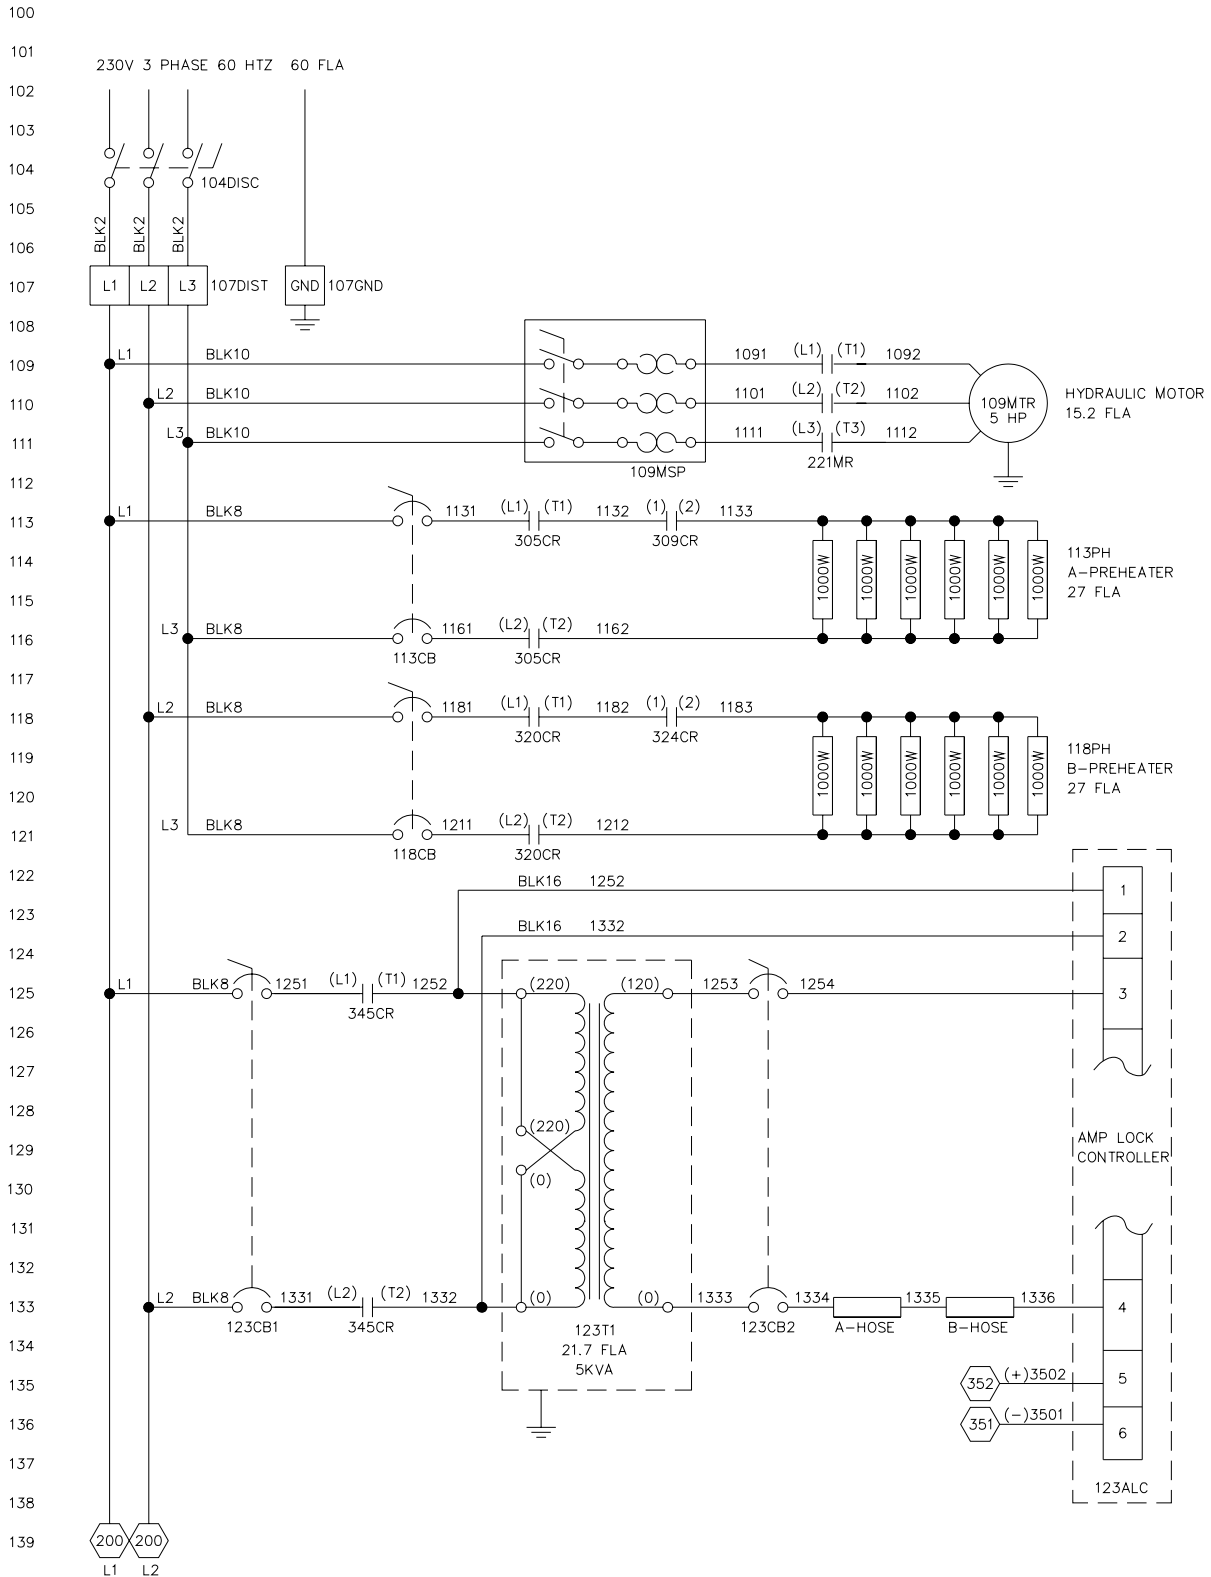 100
101
230V 3 PHASE 60 HTZ 60 FLA
102
103
104
104DISC
105
BLK2 BLK2 BLK2
106
107 L1 L2 L3 107DIST GND 107GND
108
109 L1 BLK10 1091 (L1) (T1) 1092
110 L2 BLK10 1101 (L2) (T2) 1102
109MTR
5 HP
HYDRAULIC MOTOR
15.2 FLA
111 L3 BLK10 1111 (L3) (T3) 1112
109MSP 221MR
112
113 L1 BLK8 1131 (L1) (T1) 1132 (1) (2) 1133
305CR 309CR
114
1000W 1000W 1000W 1000W 1000W 1000W
113PH
A-PREHEATER
27 FLA
115
116 L3 BLK8 1161 (L2) (T2) 1162
113CB 305CR
117
118 L2 BLK8 1181 (L1) (T1) 1182 (1) (2) 1183
320CR 324CR
119
1000W 1000W 1000W 1000W 1000W 1000W
118PH
B-PREHEATER
27 FLA
120
121 L3 BLK8 1211 (L2) (T2) 1212
118CB 320CR
122 BLK16 1252 1
123
BLK16 1332 2
124
125 L1 BLK8 1251 (L1) (T1) 1252 (220) (120) 1253 1254 3
345CR
126
127
128
(220)
129 AMP LOCK
CONTROLLER
130 (0)
131
132
133 L2 BLK8 1331 (L2) (T2) 1332 (0) (0) 1333 1334 1335 1336 4
123CB1 345CR 123T1 123CB2 A-HOSE B-HOSE
134 21.7 FLA
5KVA
135 352 (+)3502 5
136 351 (-)3501 6
137
138 123ALC
139 200 200
L1 L2